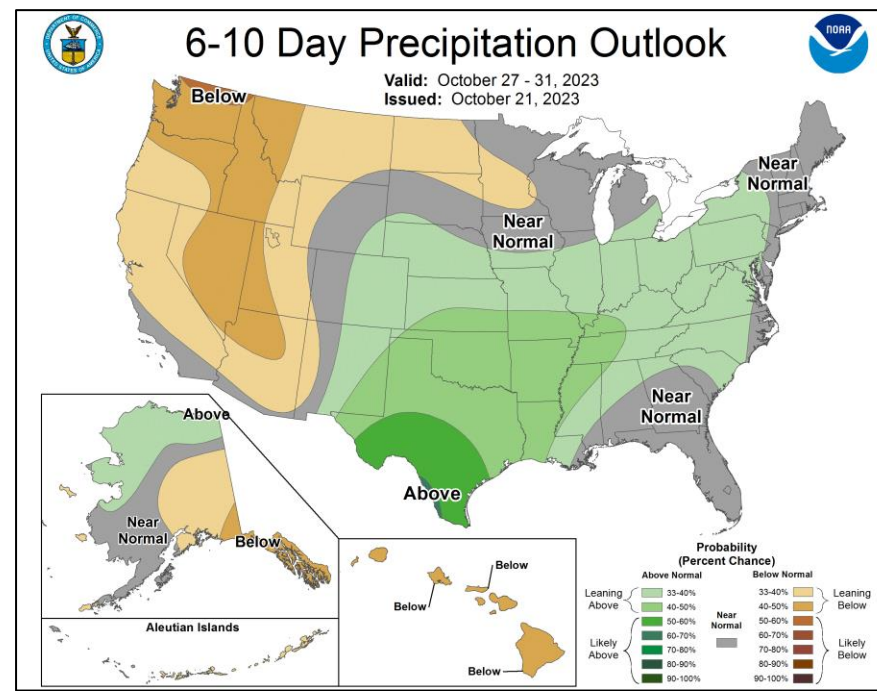 6-10 Day Precipitation Outlook
NOAA
Valid: October 27 - 31, 2023
Issued: October 21, 2023
Below
Near
Normal
Near
Normal
Near
Normal
Above
Above
Near
Normal
Below
Aleutian Islands
Below
Below
Below
Probability
(Percent Chance)
Above Normal
Below Normal
Leaning
Above
33-40%
40-50%
Likely
Above
50-60%
60-70%
70-80%
80-90%
90-100%
Near
Normal
33-40%
40-50%
Leaning
Below
50-60%
60-70%
70-80%
80-90%
90-100%
Likely
Below